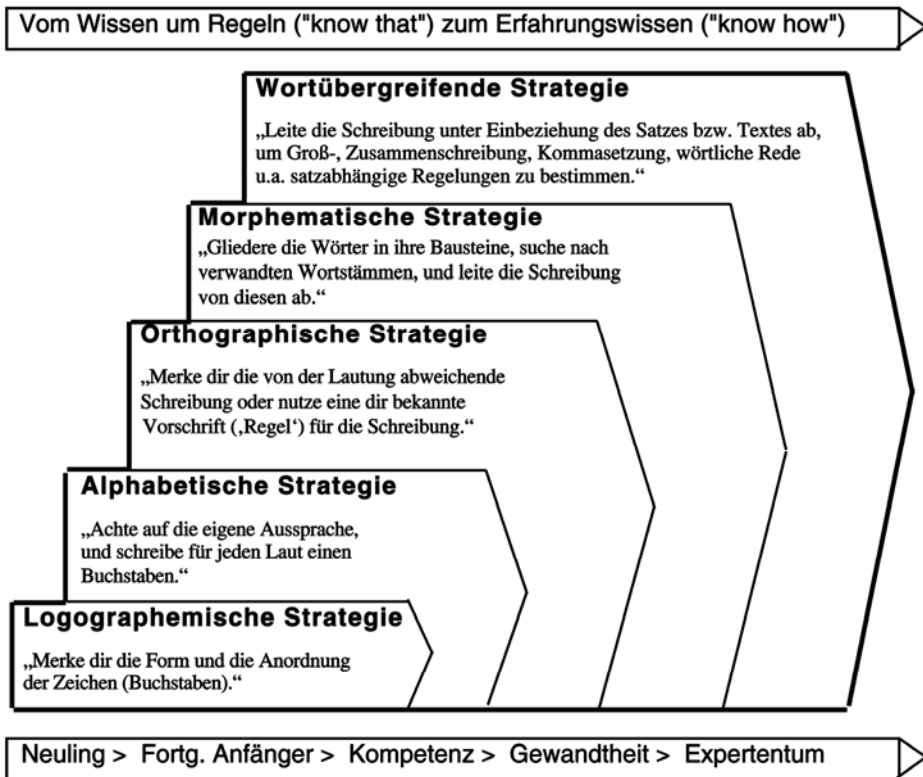 Vom Wissen um Regeln ("know that") zum Erfahrungswissen ("know how")
Wortübergreifende Strategie
„Leite die Schreibung unter Einbeziehung des Satzes bzw. Textes ab,
um Groß-, Zusammenschreibung, Kommasetzung, wörtliche Rede
u.a. satzabhängige Regelungen zu bestimmen.“
Morphematische Strategie
„Gliedere die Wörter in ihre Bausteine, suche nach
verwandten Wortstämmen, und leite die Schreibung
von diesen ab.“
Orthographische Strategie
„Merke dir die von der Lautung abweichende
Schreibung oder nutze eine dir bekannte
Vorschrift (‚Regel‘) für die Schreibung.“
Alphabetische Strategie
„Achte auf die eigene Aussprache,
und schreibe für jeden Laut einen
Buchstaben.“
Logographemische Strategie
„Merke dir die Form und die Anordnung
der Zeichen (Buchstaben).“
Neuling > Fortg. Anfänger > Kompetenz > Gewandtheit > Expertentum